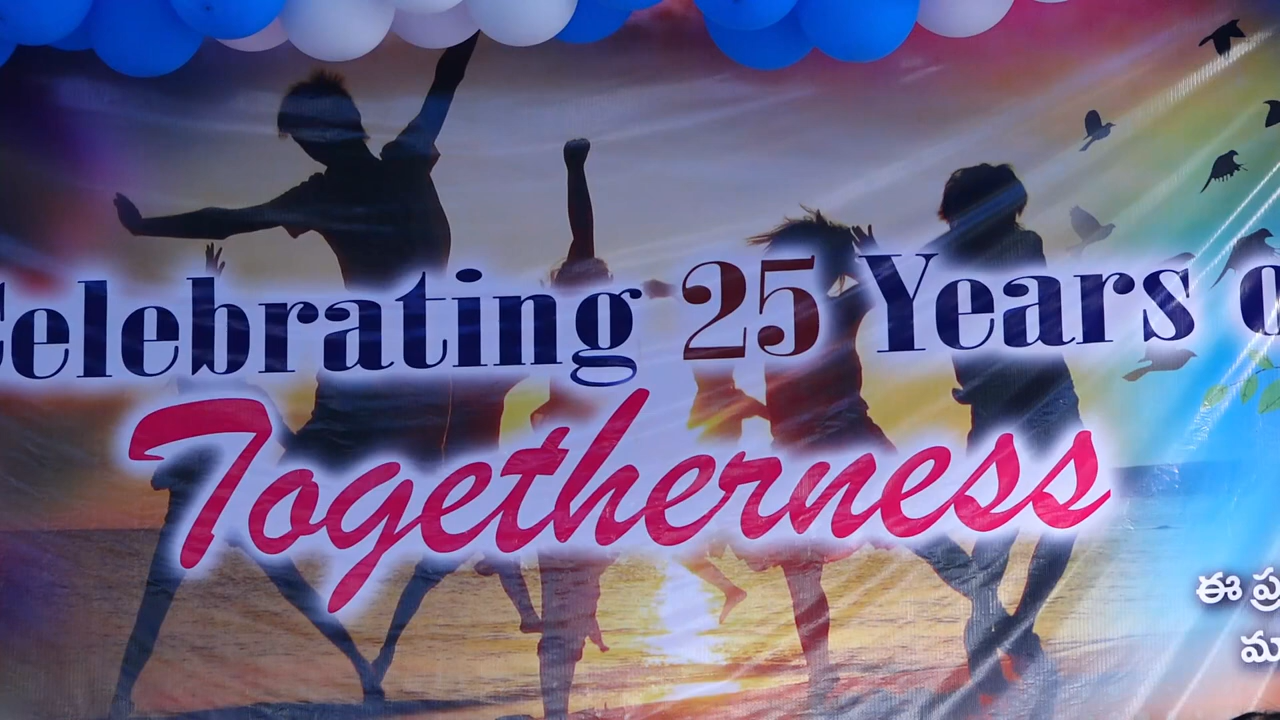 Celebrating 25 Years o
Togetherness
ఈ ప్ర
మ